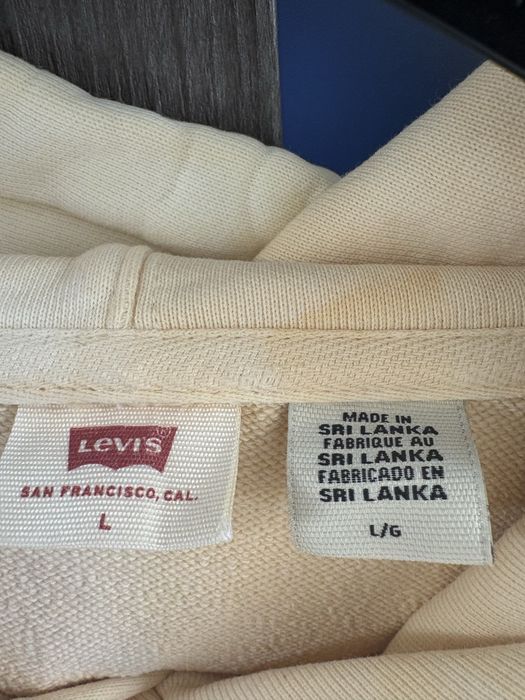 LEVI'S
SAN FRANCISCO, CAL.
L
MADE IN
SRI LANKA
FABRIQUE AU
SRI LANKA
FABRICADO EN
SRI LANKA
L/G